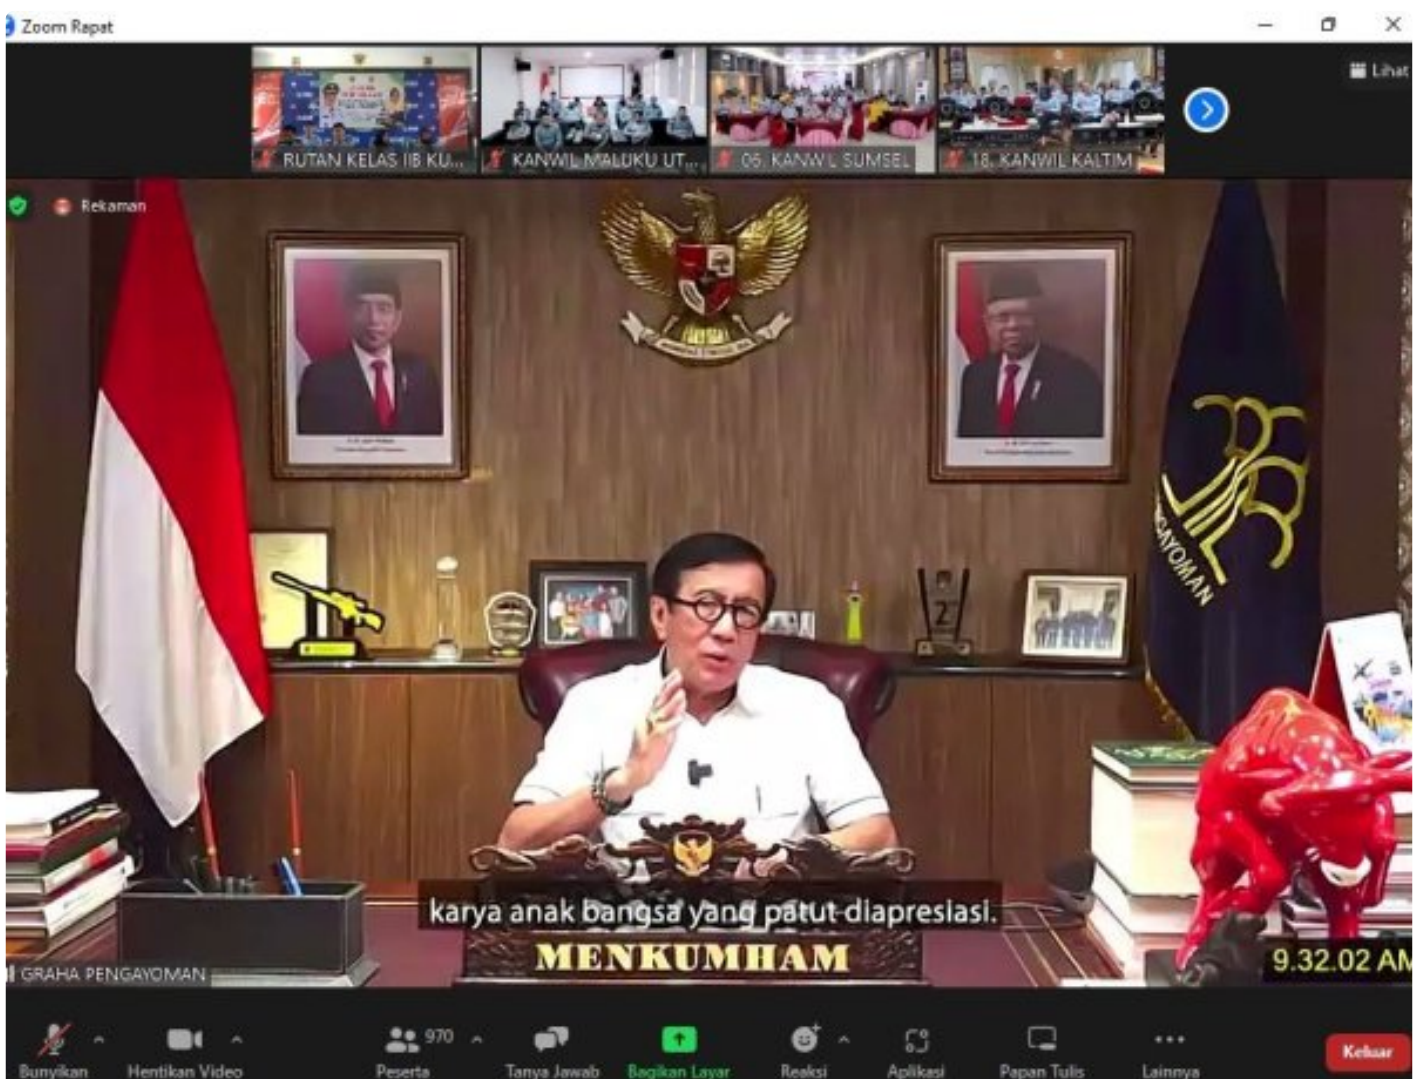 Zoom Rapat
Lihat
RUTAN KELAS IIB KU...
KANWIL MALUKU UT...
06. KANWIL SUMSEL
18. KANWIL KALTIM
Rekaman
PENGAYOMAN
2
karya anak bangsa yang patut diapresiasi.
MENKUMHAM
GRAHA PENGAYOMAN
9.32.02 AM
970
Bunyikan
Hentikan Video
Peserta
Tanya Jawab
Bagikan Layar
Reaksi
Aplikasi
Papan Tulis
Lainnya
Keluar